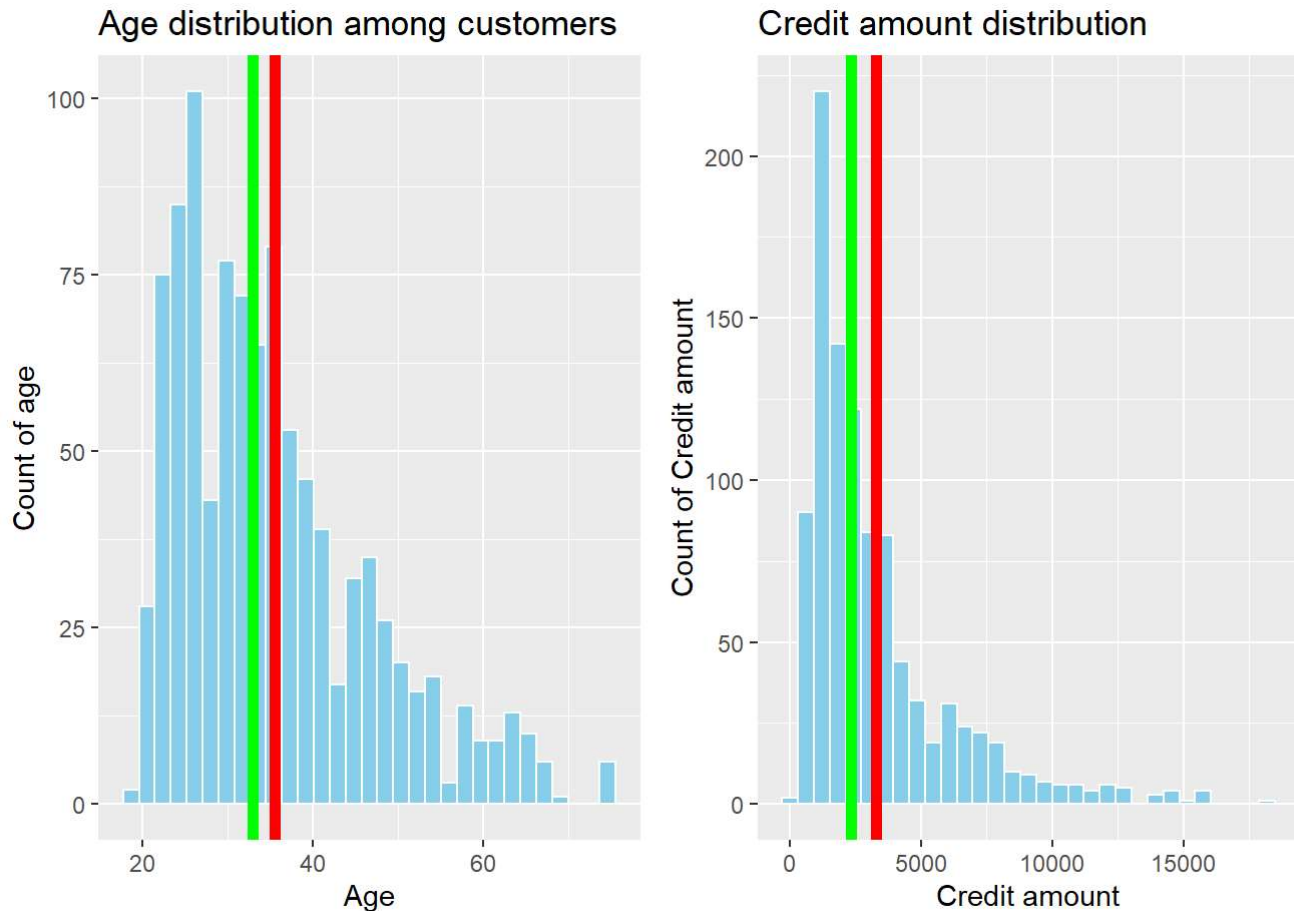 Age distribution among customers
Count of age
100
75
50
25
0
20
40
60
Age
Credit amount distribution
Count of Credit amount
200
150
100
50
0
0
5000
10000
15000
Credit amount